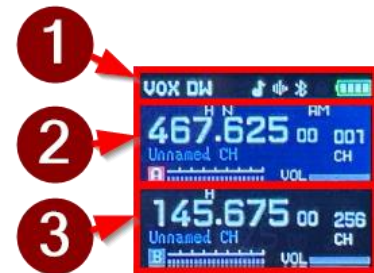 1
VOX DW
2
H N AM
467.625 00 001
Unnamed CH CH
A VOL
3
H
145.675 00 256
Unnamed CH CH
B VOL